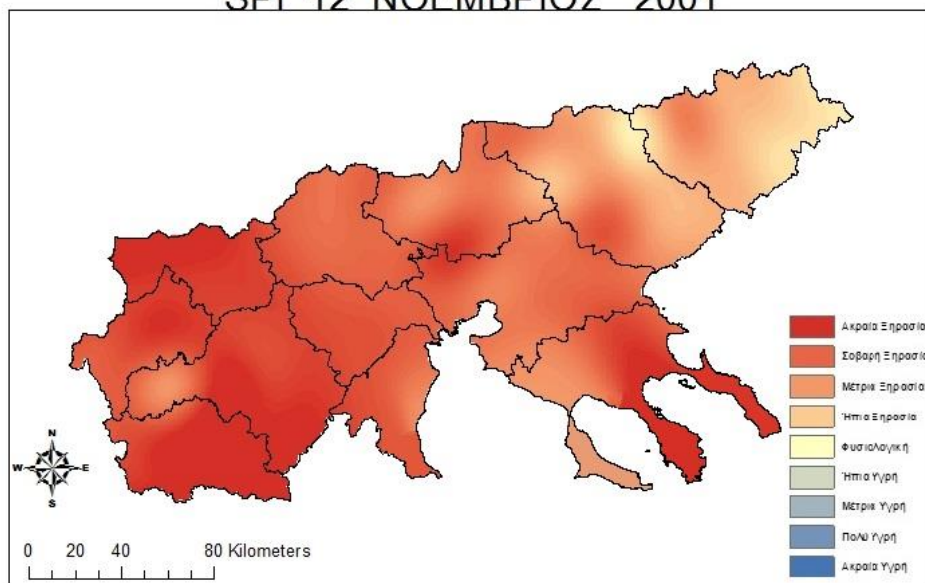 SPI 12 ΝΟΕΜΒΡΙΟΣ 2001
Ακραία Ξηρασία
Σοβαρή Ξηρασία
Μέτρια Ξηρασία
Ήπια Ξηρασία
Φυσιολογική
Ήπια Υγρή
Μέτρια Υγρή
Πολύ Υγρή
Ακραία Υγρή
N
W E
S
0 20 40 80 Kilometers